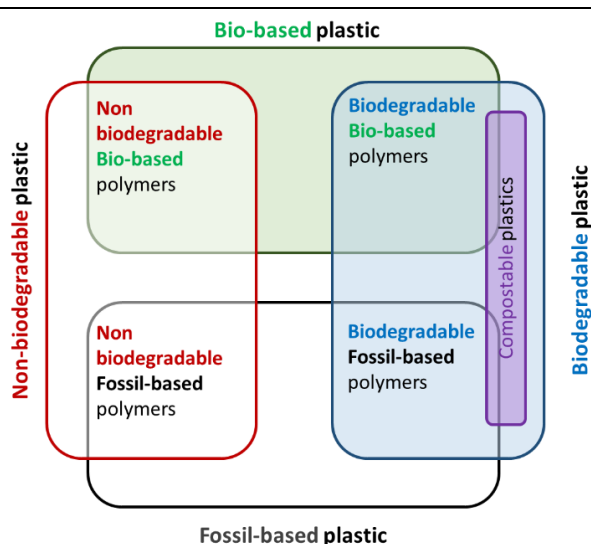 Bio-based plastic
Non
biodegradable
Bio-based
polymers
Biodegradable
Bio-based
polymers
Non-biodegradable plastic
Compostable plastics
Biodegradable plastic
Non
biodegradable
Fossil-based
polymers
Biodegradable
Fossil-based
polymers
Fossil-based plastic